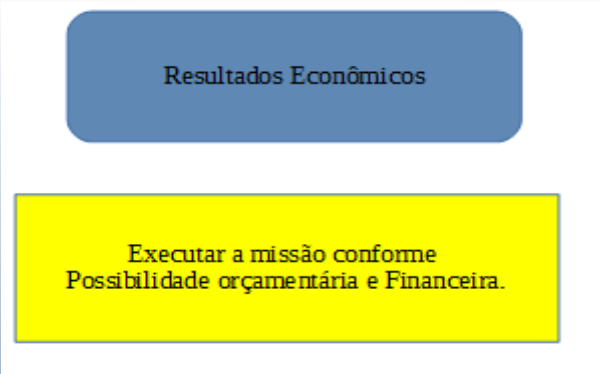 Resultados Econômicos
Executar a missão conforme
Possibilidade orçamentária e Financeira.